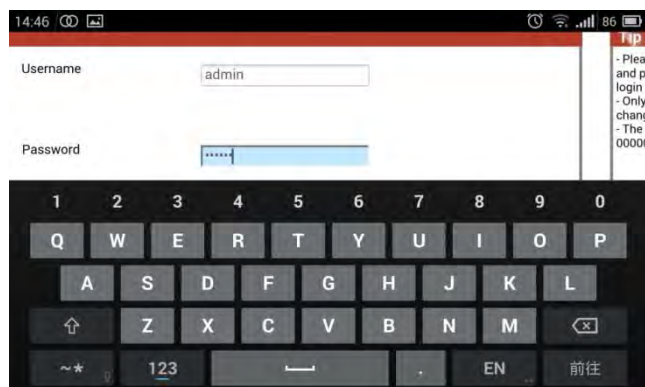 14:46 86
Tip
Username admin
- Plea
and p
login
- Only
chang
- The
00000
Password ••••••
1 2 3 4 5 6 7 8 9 0
Q W E R T Y U I O P
A S D F G H J K L
Z X C V B N M
~* 123 . EN 前往